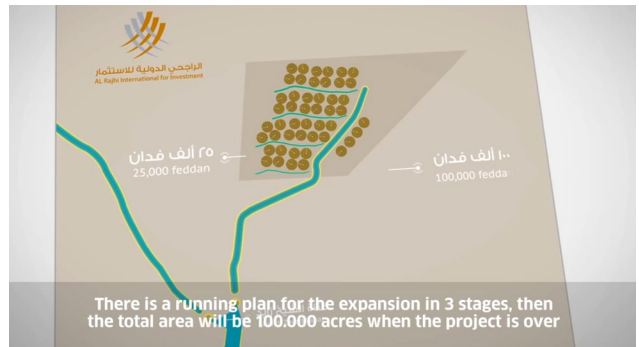 الراجحي الدولية للاستثمار
AL Rajhi International for Investment
١٠٠ ألف فدان
100,000 fedda
٢٥ ألف فدان
25,000 feddan
There is a running plan for the expansion in 3 stages, then
the total area will be 100.000 acres when the project is over